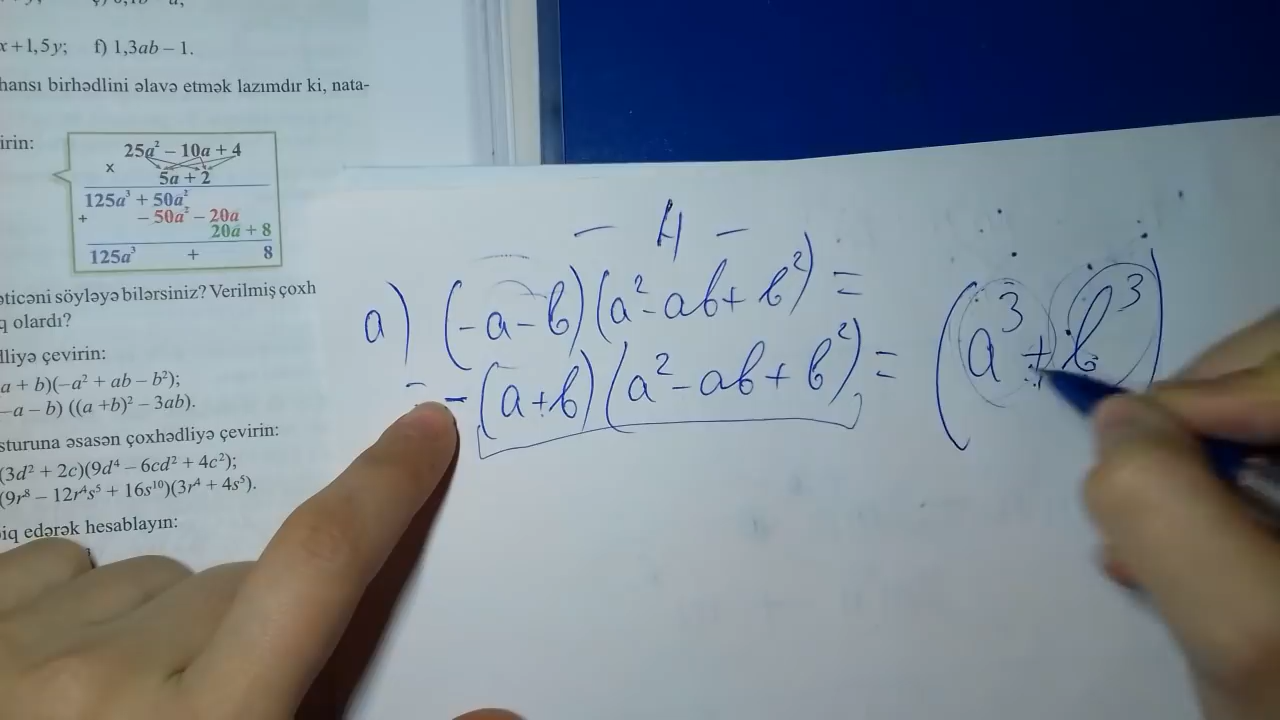 x + 1,5y; f) 1,3ab – 1.
hansı birhədlini əlavə etmək lazımdır ki, nata-
irin:
25a² – 10a + 4
x
5a + 2
125a³ + 50a²
+ – 50a² – 20a
20a + 8
125a³ + 8
əticəni söyləyə bilərsiniz? Verilmiş çoxh
q olardı?
dliyə çevirin:
a + b)(–a² + ab – b²);
–a – b) ((a +b)² – 3ab).
sturuna əsasən çoxhədliyə çevirin:
(3d² + 2c)(9d⁴ – 6cd² + 4c²);
(9r⁸ – 12r⁴s⁵ + 16s¹⁰)(3r⁴ + 4s⁵).
iq edərək hesablayın:
– 4 –
a) (-a-b)(a²-ab+b²) =
= -(a+b)(a²-ab+b²) = (a³+b³)